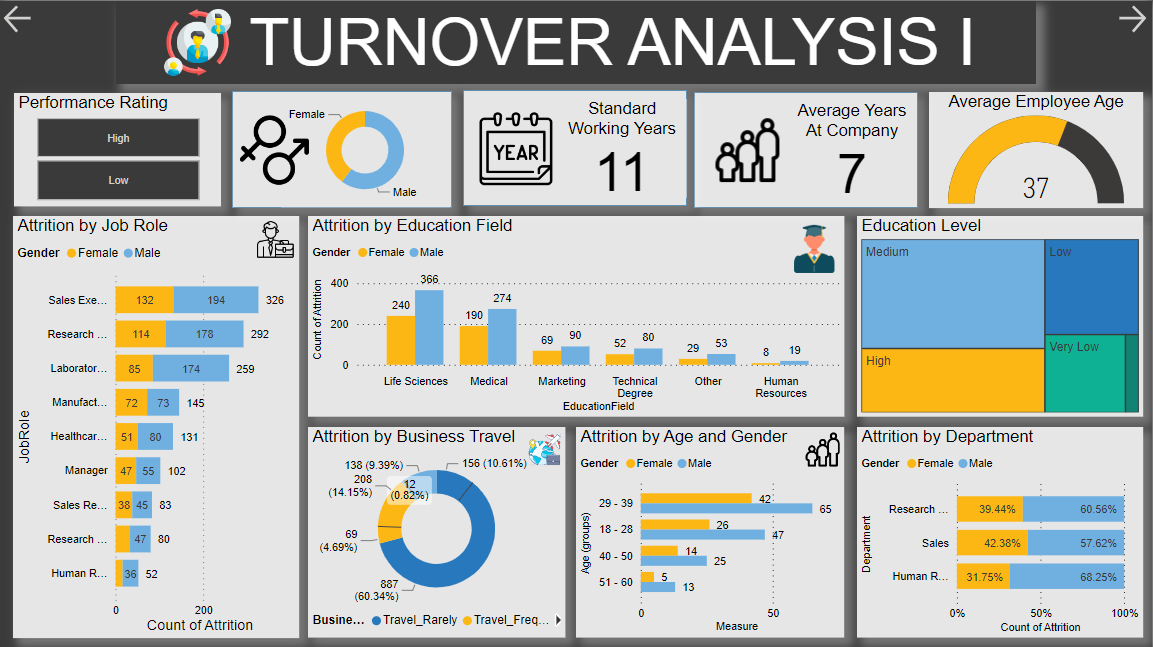 TURNOVER ANALYSIS I
Performance Rating
High
Low
Female
Male
YEAR
Standard
Working Years
11
Average Years
At Company
7
Average Employee Age
37
Attrition by Job Role
Gender Female Male
JobRole
Sales Exe... 132 194 326
Research ... 114 178 292
Laborator... 85 174 259
Manufact... 72 73 145
Healthcar... 51 80 131
Manager 47 55 102
Sales Re... 38 45 83
Research ... 47 80
Human R... 36 52
0 200
Count of Attrition
Attrition by Education Field
Gender Female Male
Count of Attrition
400
200
0
240 366
190 274
69 90
52 80
29 53
8 19
Life Sciences Medical Marketing Technical Other Human
Degree Resources
EducationField
Education Level
Medium
Low
High
Very Low
Attrition by Business Travel
138 (9.39%)
156 (10.61%)
208
(14.15%)
12
(0.82%)
69
(4.69%)
887
(60.34%)
Busine... Travel_Rarely Travel_Freq...
Attrition by Age and Gender
Gender Female Male
Age (groups)
29 - 39 42 65
18 - 28 26 47
40 - 50 14 25
51 - 60 5 13
0 50
Measure
Attrition by Department
Gender Female Male
Department
Research ... 39.44% 60.56%
Sales 42.38% 57.62%
Human R... 31.75% 68.25%
0% 50% 100%
Count of Attrition